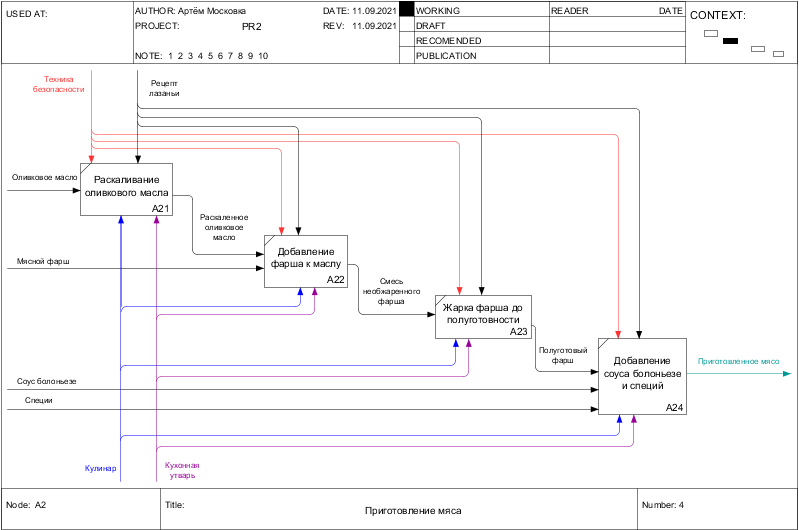 USED AT:
AUTHOR: Артём Московка
DATE: 11.09.2021
PROJECT: PR2
REV: 11.09.2021
NOTE: 1 2 3 4 5 6 7 8 9 10
WORKING
DRAFT
RECOMENDED
PUBLICATION
READER
DATE
CONTEXT:
Техника
безопасности
Рецепт
лазаньи
Оливковое масло
Раскаливание
оливкового масла
A21
Раскаленное
оливковое
масло
Мясной фарш
Добавление
фарша к маслу
A22
Смесь
необжаренного
фарша
Жарка фарша до
полуготовности
A23
Полуготовый
фарш
Добавление
соуса болоньезе
и специй
A24
Приготовленное мясо
Соус болоньезе
Специи
Кулинар
Кухонная
утварь
Node: A2
Title:
Приготовление мяса
Number: 4